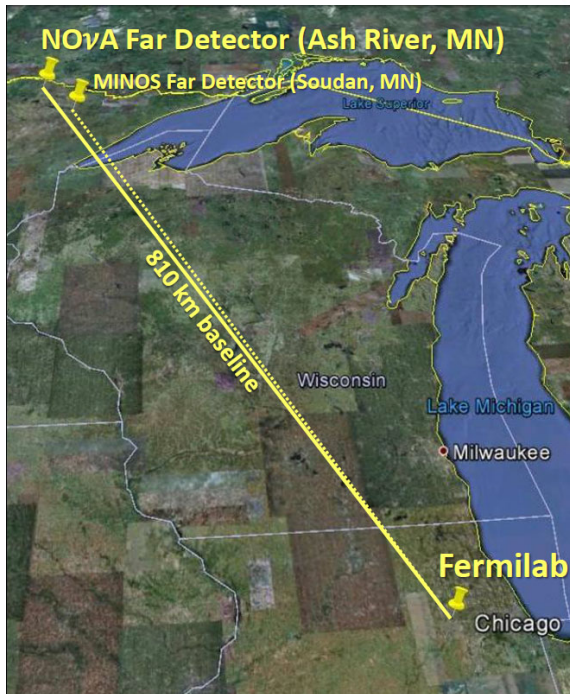 NOνA Far Detector (Ash River, MN)
MINOS Far Detector (Soudan, MN)
Lake Superior
810 km baseline
Wisconsin
Lake Michigan
Milwaukee
Fermilab
Chicago